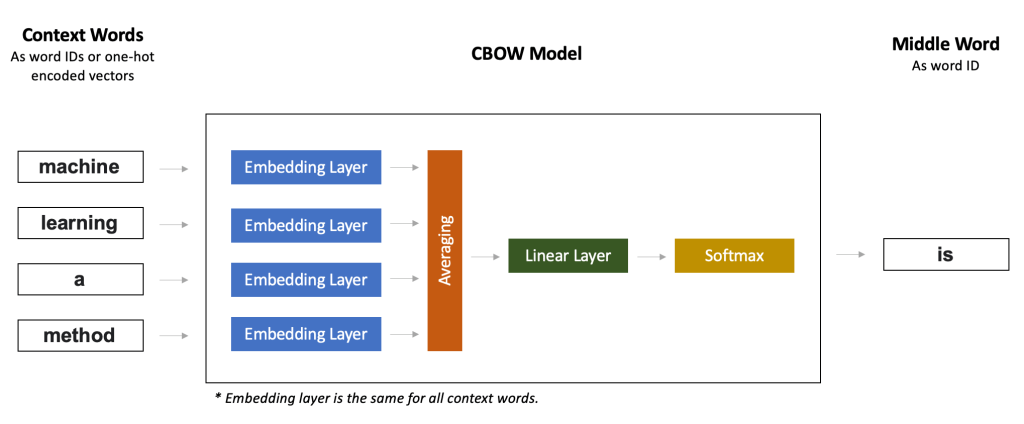 Context Words
As word IDs or one-hot
encoded vectors
CBOW Model
Middle Word
As word ID
machine
learning
a
method
Embedding Layer
Embedding Layer
Embedding Layer
Embedding Layer
Averaging
Linear Layer
Softmax
is
* Embedding layer is the same for all context words.